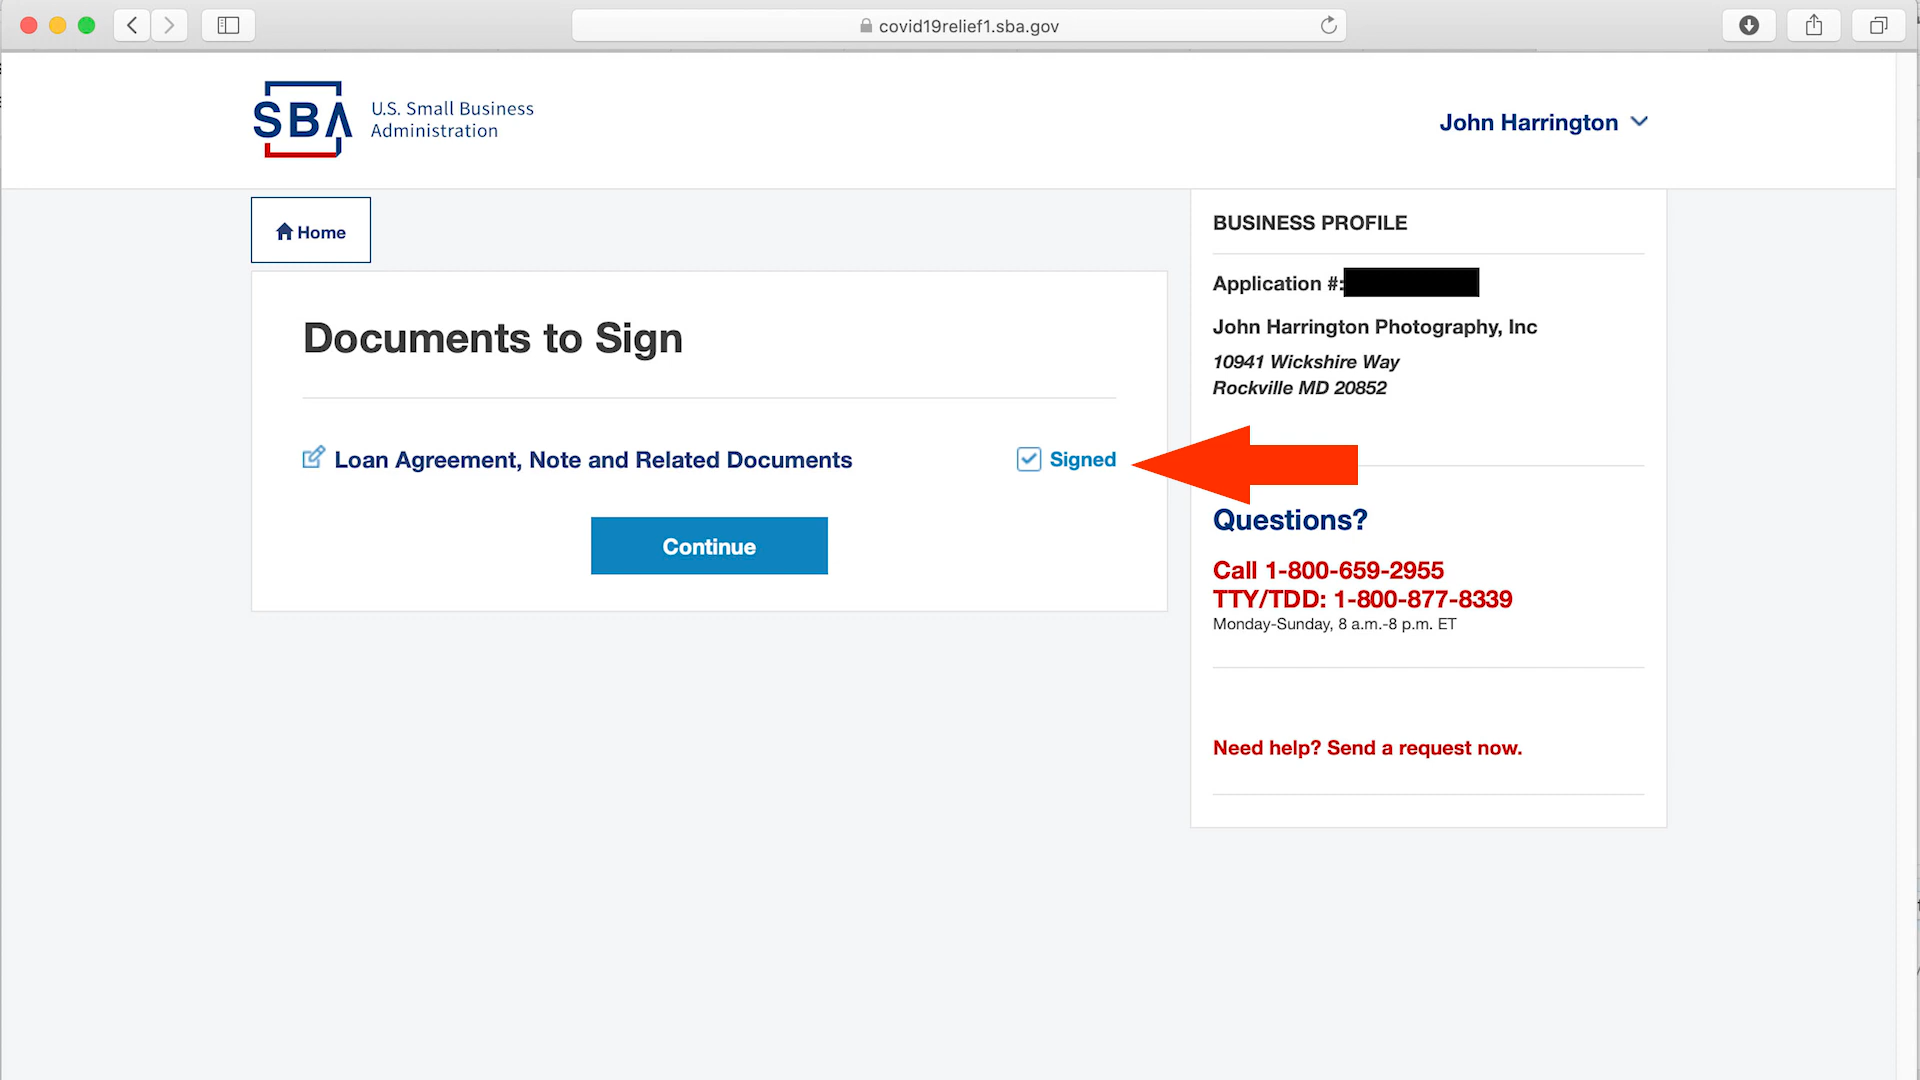 covid19relief1.sba.gov
SBA
U.S. Small Business
Administration
John Harrington
Home
Documents to Sign
Loan Agreement, Note and Related Documents
Signed
Continue
BUSINESS PROFILE
Application #:
John Harrington Photography, Inc
10941 Wickshire Way
Rockville MD 20852
Questions?
Call 1-800-659-2955
TTY/TDD: 1-800-877-8339
Monday-Sunday, 8 a.m.-8 p.m. ET
Need help? Send a request now.